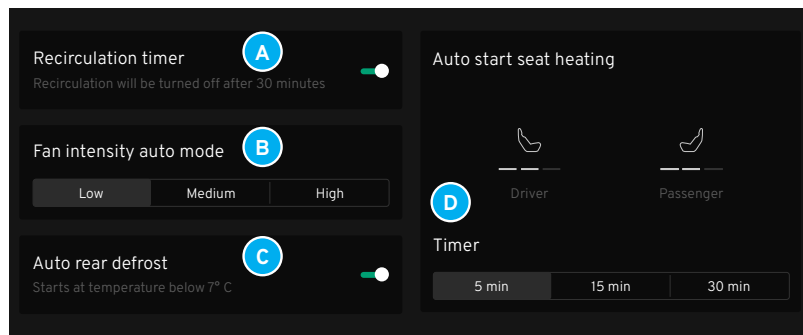 Recirculation timer
A
Recirculation will be turned off after 30 minutes
Fan intensity auto mode
B
Low Medium High
Auto rear defrost
C
Starts at temperature below 7° C
Auto start seat heating
Driver Passenger
D
Timer
5 min 15 min 30 min